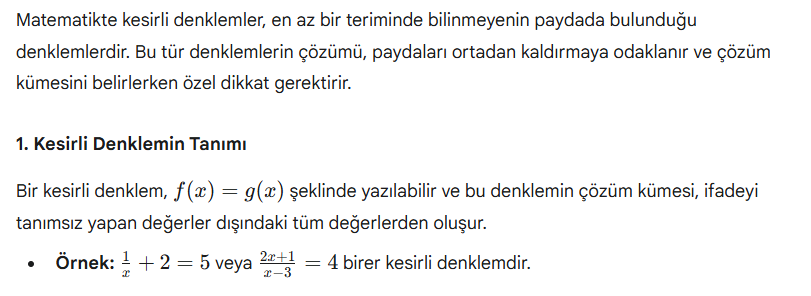 Matematikte kesirli denklemler, en az bir teriminde bilinmeyenin paydada bulunduğu
denklemlerdir. Bu tür denklemlerin çözümü, paydaları ortadan kaldırmaya odaklanır ve çözüm
kümesini belirlerken özel dikkat gerektirir.
1. Kesirli Denklemin Tanımı
Bir kesirli denklem, f(x) = g(x) şeklinde yazılabilir ve bu denklemin çözüm kümesi, ifadeyi
tanımsız yapan değerler dışındaki tüm değerlerden oluşur.
• Örnek: 1/x + 2 = 5 veya (2x+1)/(x−3) = 4 birer kesirli denklemdir.